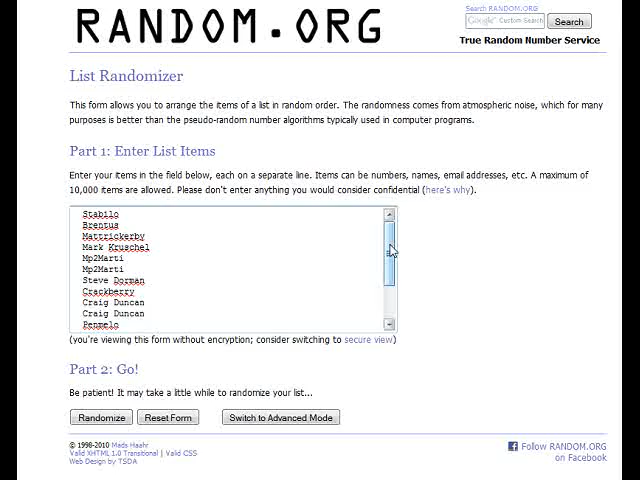 RANDOM.ORG
Search RANDOM.ORG
Google™ Custom Search
Search
True Random Number Service
List Randomizer
This form allows you to arrange the items of a list in random order. The randomness comes from atmospheric noise, which for many
purposes is better than the pseudo-random number algorithms typically used in computer programs.
Part 1: Enter List Items
Enter your items in the field below, each on a separate line. Items can be numbers, names, email addresses, etc. A maximum of
10,000 items are allowed. Please don't enter anything you would consider confidential (here's why).
Stabilo
Brentus
Mattrickerby
Mark Kruschel
Mp2Marti
Mp2Marti
Steve Dorman
Crackberry
Craig Duncan
Craig Duncan
Penmelo
(you're viewing this form without encryption; consider switching to secure view)
Part 2: Go!
Be patient! It may take a little while to randomize your list...
Randomize
Reset Form
Switch to Advanced Mode
© 1998-2010 Mads Haahr
Valid XHTML 1.0 Transitional | Valid CSS
Web Design by TSDA
Follow RANDOM.ORG
on Facebook